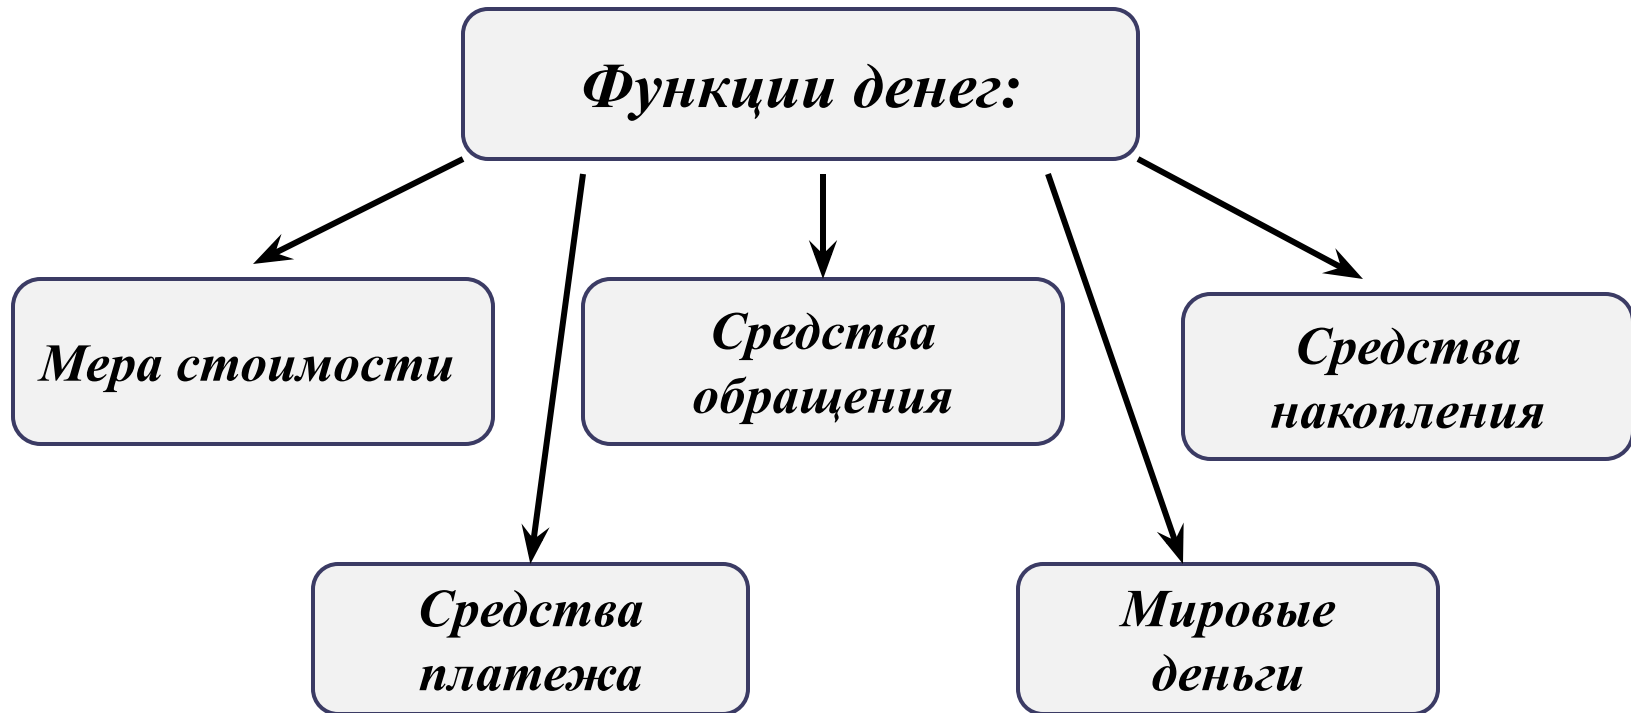 Функции денег:
Мера стоимости
Средства
обращения
Средства
накопления
Средства
платежа
Мировые
деньги